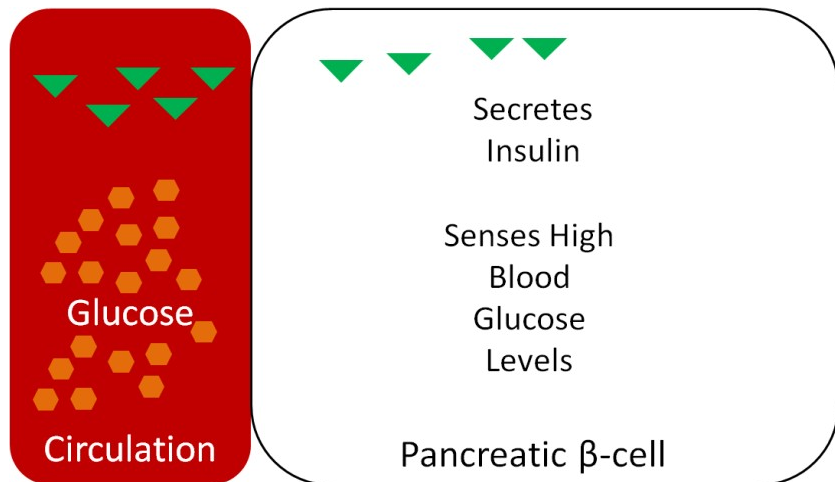 Secretes
Insulin
Senses High
Blood
Glucose
Levels
Glucose
Circulation
Pancreatic β-cell